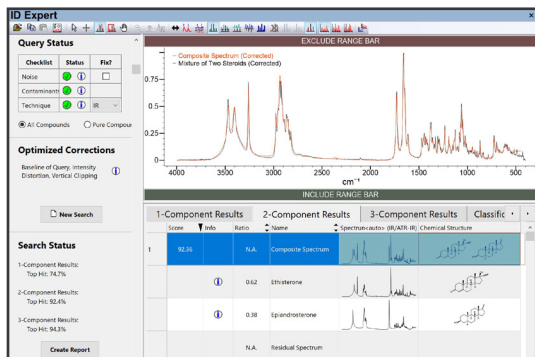 ID Expert
×
Query Status
Checklist Status Fix?
Noise
Contaminants
Technique IR
All Compounds Pure Compour
Optimized Corrections
Baseline of Query, Intensity
Distortion, Vertical Clipping
New Search
Search Status
1-Component Results:
Top Hit: 74.7%
2-Component Results:
Top Hit: 92.4%
3-Component Results:
Top Hit: 94.3%
Create Report
EXCLUDE RANGE BAR
Composite Spectrum (Corrected)
Mixture of Two Steroids (Corrected)
0.75
0.5
0.25
0
4000 3500 3000 2500 2000 1500 1000 500
cm⁻¹
INCLUDE RANGE BAR
1-Component Results 2-Component Results 3-Component Results Classific
Score Info Ratio Name Spectrum<auto> (IR/ATR-IR) Chemical Structure
1 92.36 N.A. Composite Spectrum
0.62 Ethisterone
0.38 Epiandrosterone
N.A. Residual Spectrum